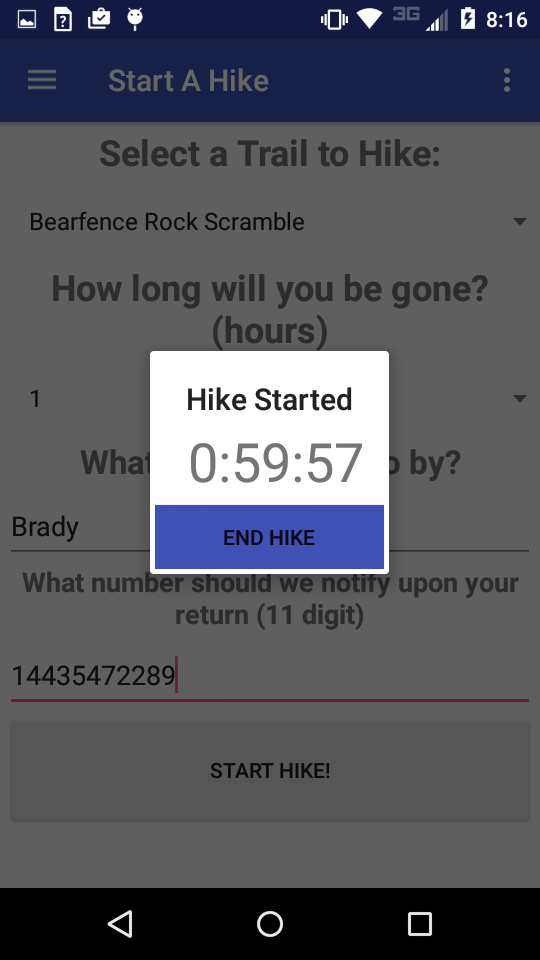 3G 8:16
Start A Hike
Select a Trail to Hike:
Bearfence Rock Scramble
How long will you be gone?
(hours)
1
Hike Started
0:59:57
END HIKE
What o by?
Brady
What number should we notify upon your
return (11 digit)
14435472289
START HIKE!